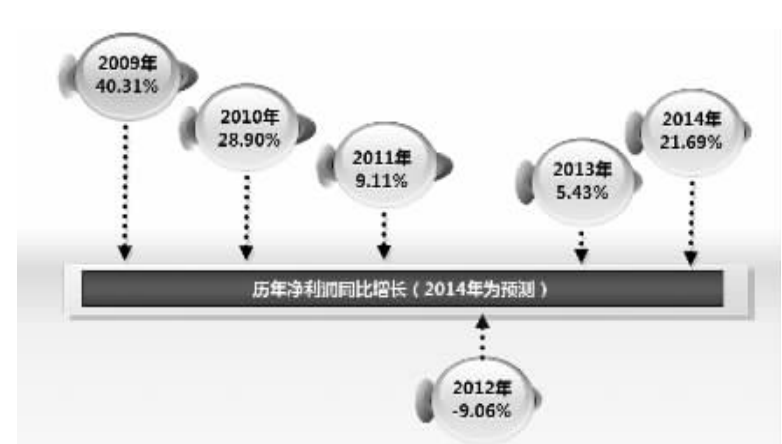 2009年
40.31%
2010年
28.90%
2011年
9.11%
2013年
5.43%
2014年
21.69%
历年净利润同比增长（2014年为预测）
2012年
-9.06%